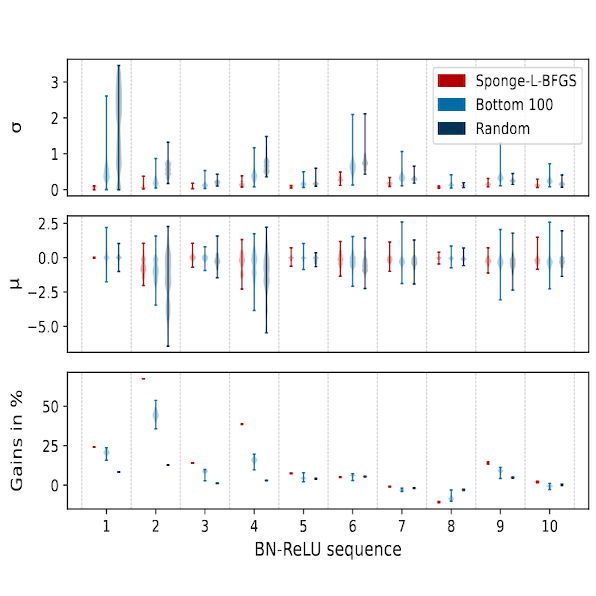 σ
3
2
1
0
Sponge-L-BFGS
Bottom 100
Random
μ
2.5
0.0
−2.5
−5.0
Gains in %
50
25
0
1 2 3 4 5 6 7 8 9 10
BN-ReLU sequence